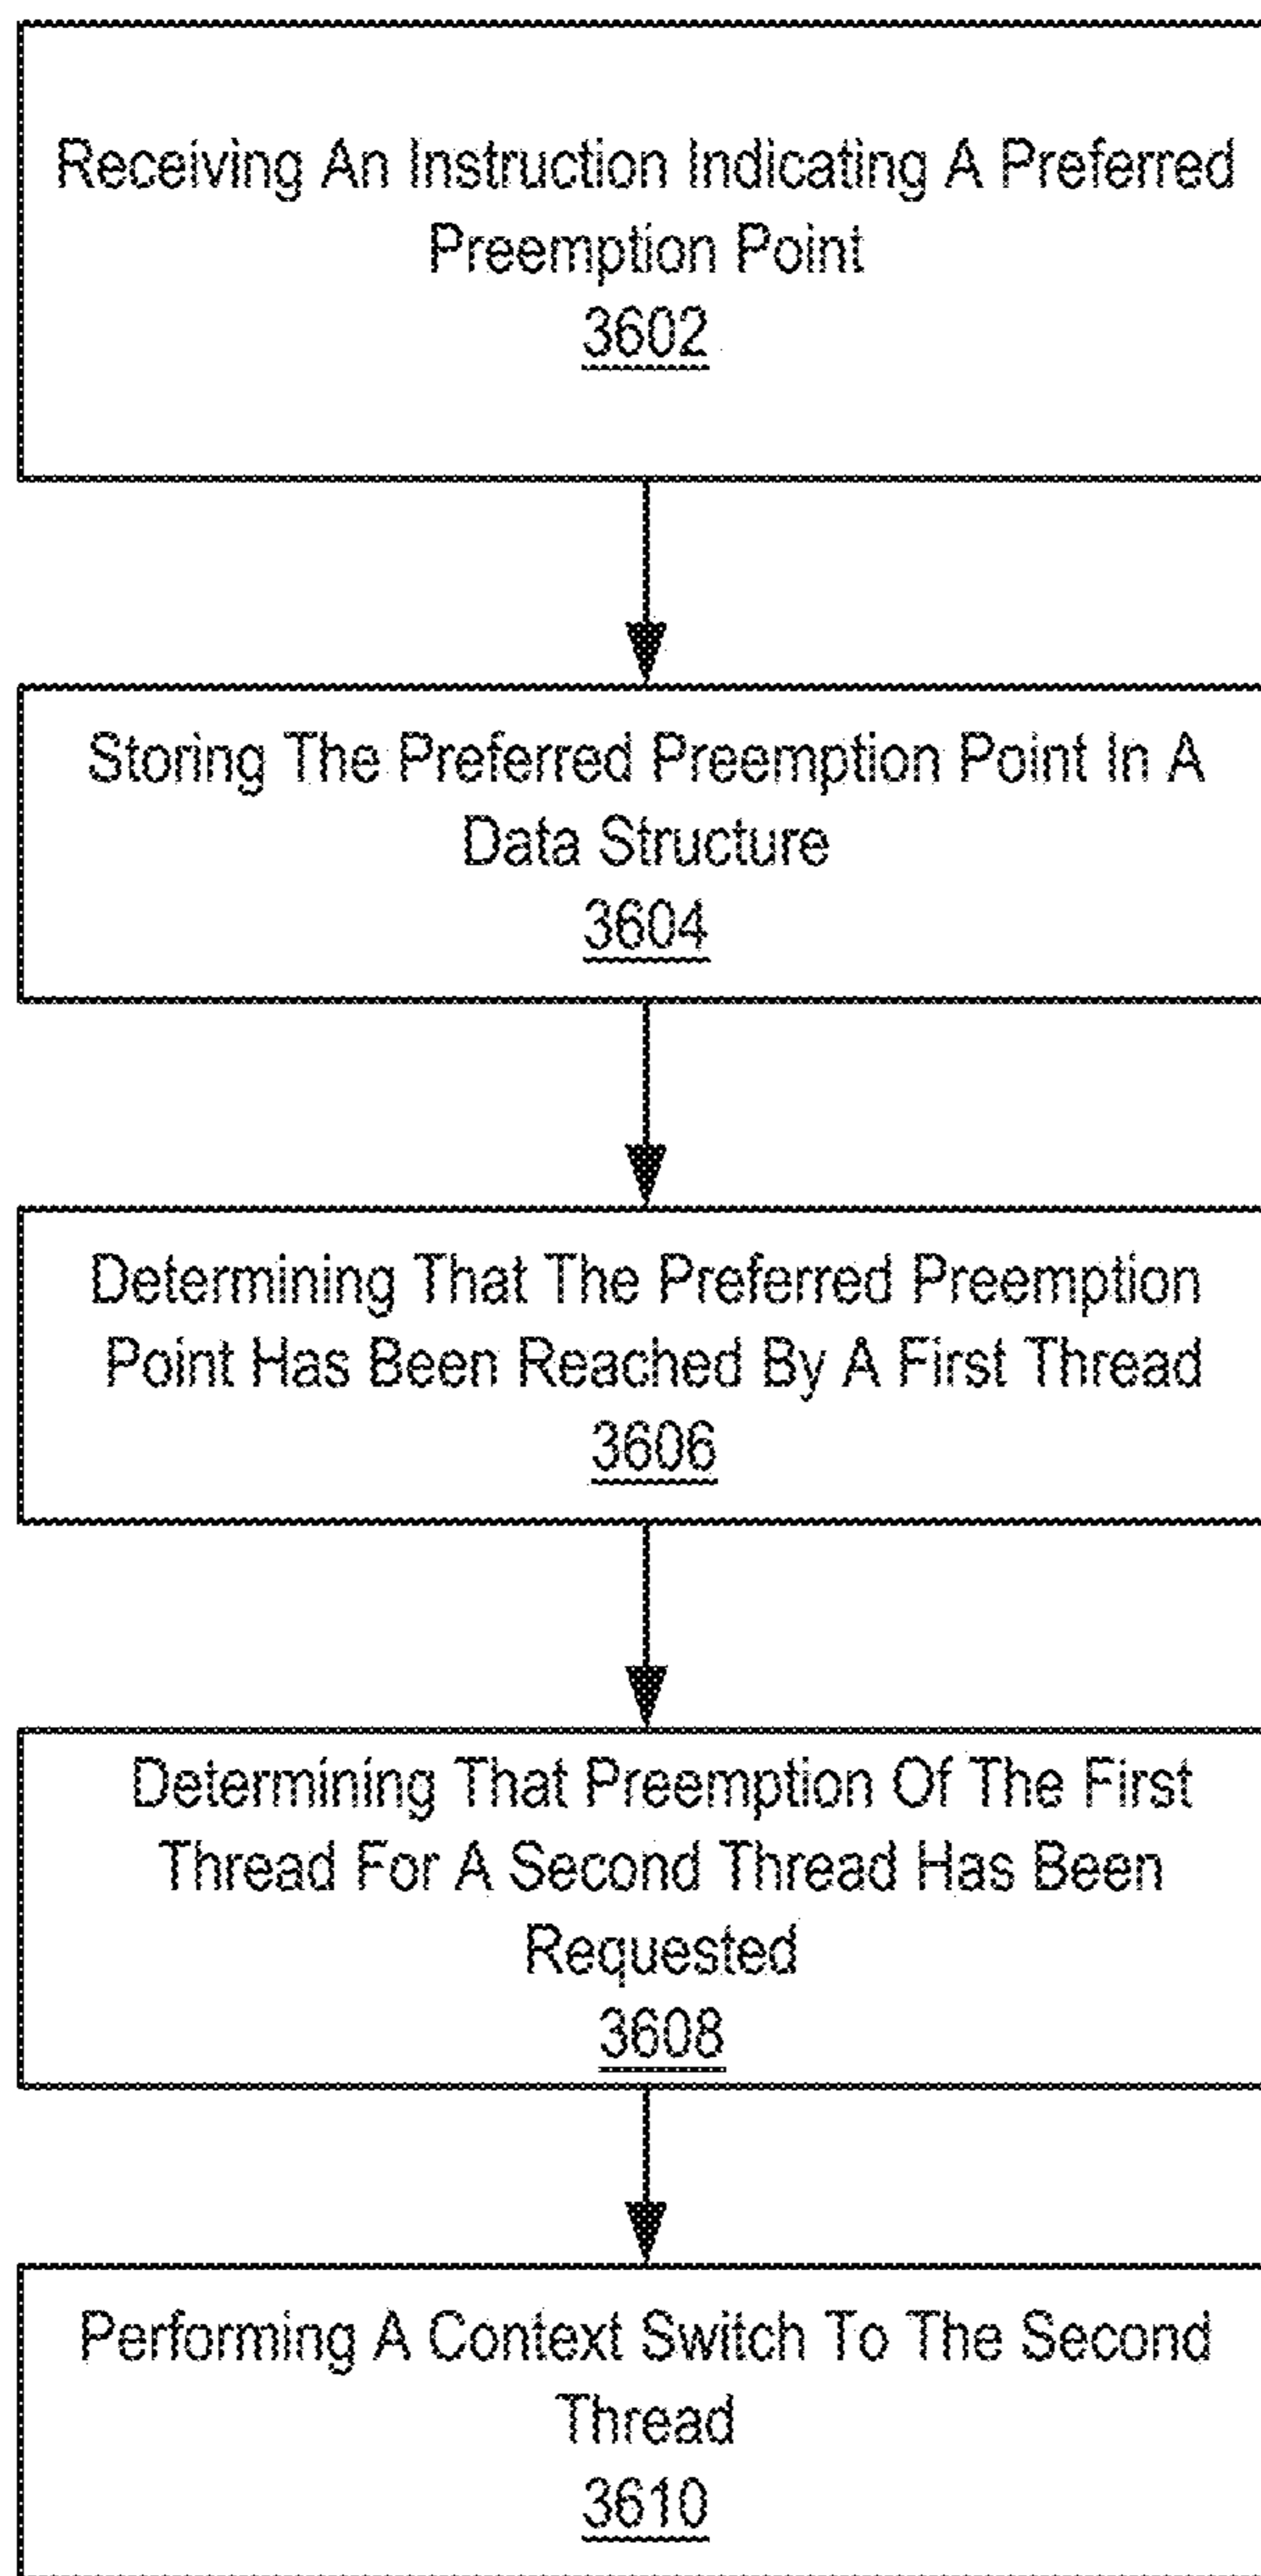 Receiving An Instruction Indicating A Preferred
Preemption Point
3602
Storing The Preferred Preemption Point In A
Data Structure
3604
Determining That The Preferred Preemption
Point Has Been Reached By A First Thread
3606
Determining That Preemption Of The First
Thread For A Second Thread Has Been
Requested
3608
Performing A Context Switch To The Second
Thread
3610